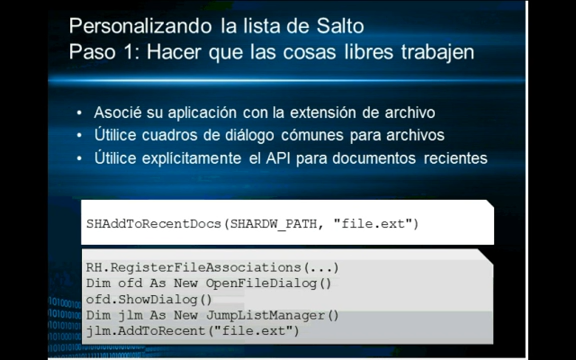 Personalizando la lista de Salto
Paso 1: Hacer que las cosas libres trabajen
• Asocié su aplicación con la extensión de archivo
• Útilice cuadros de diálogo cómunes para archivos
• Útilice explícitamente el API para documentos recientes
SHAddToRecentDocs(SHARDW_PATH, "file.ext")
RH.RegisterFileAssociations(...)
Dim ofd As New OpenFileDialog()
ofd.ShowDialog()
Dim jlm As New JumpListManager()
jlm.AddToRecent("file.ext")